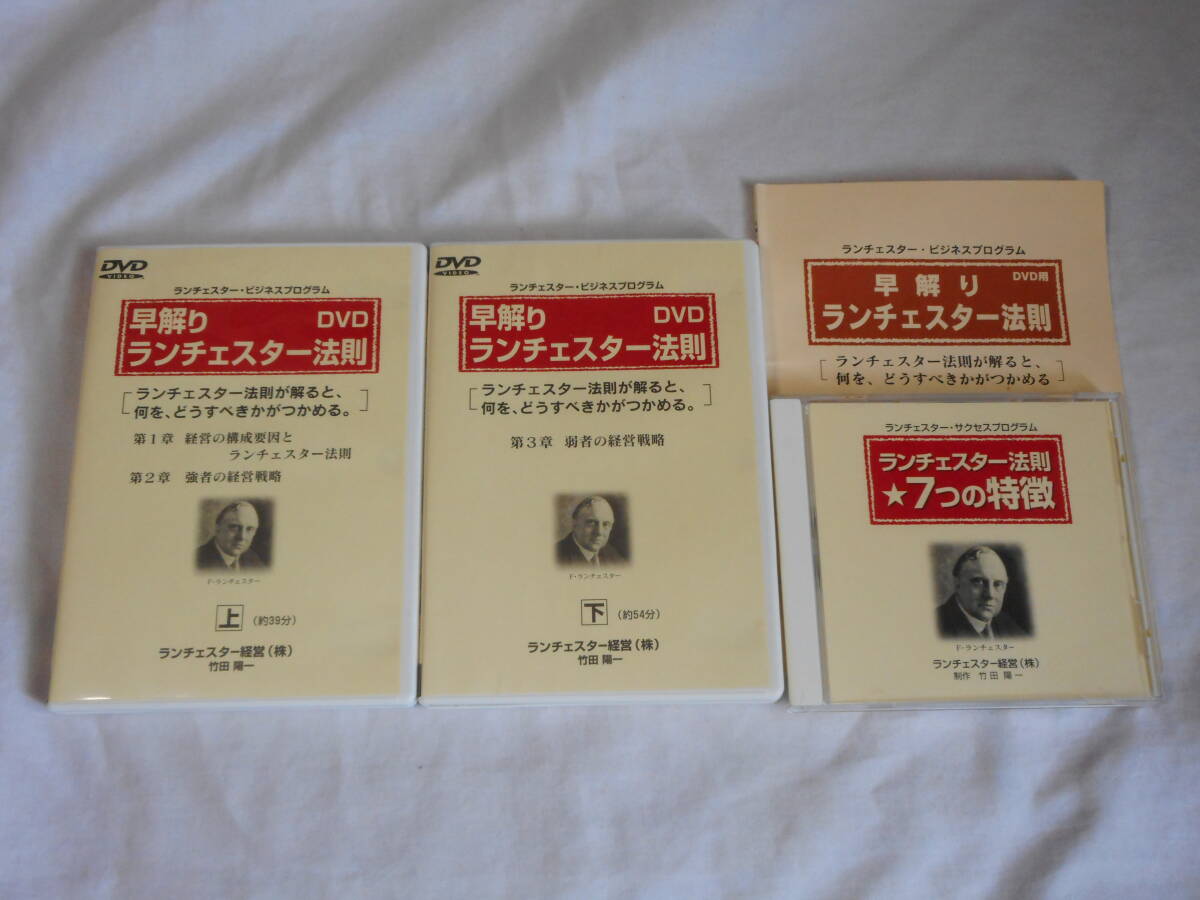 DVD
VIDEO
ランチェスター・ビジネスプログラム
早解り DVD
ランチェスター法則
ランチェスター法則が解ると、
何を、どうすべきかがつかめる。
第1章 経営の構成要因と
ランチェスター法則
第2章 強者の経営戦略
F・ランチェスター
上 (約39分)
ランチェスター経営(株)
竹田 陽一
DVD
VIDEO
ランチェスター・ビジネスプログラム
早解り DVD
ランチェスター法則
ランチェスター法則が解ると、
何を、どうすべきかがつかめる。
第3章 弱者の経営戦略
F・ランチェスター
下 (約54分)
ランチェスター経営(株)
竹田 陽一
ランチェスター・ビジネスプログラム
早解り DVD用
ランチェスター法則
ランチェスター法則が解ると、
何を、どうすべきかがつかめる
ランチェスター・サクセスプログラム
ランチェスター法則
★7つの特徴
F・ランチェスター
ランチェスター経営(株)
制作 竹田 陽一